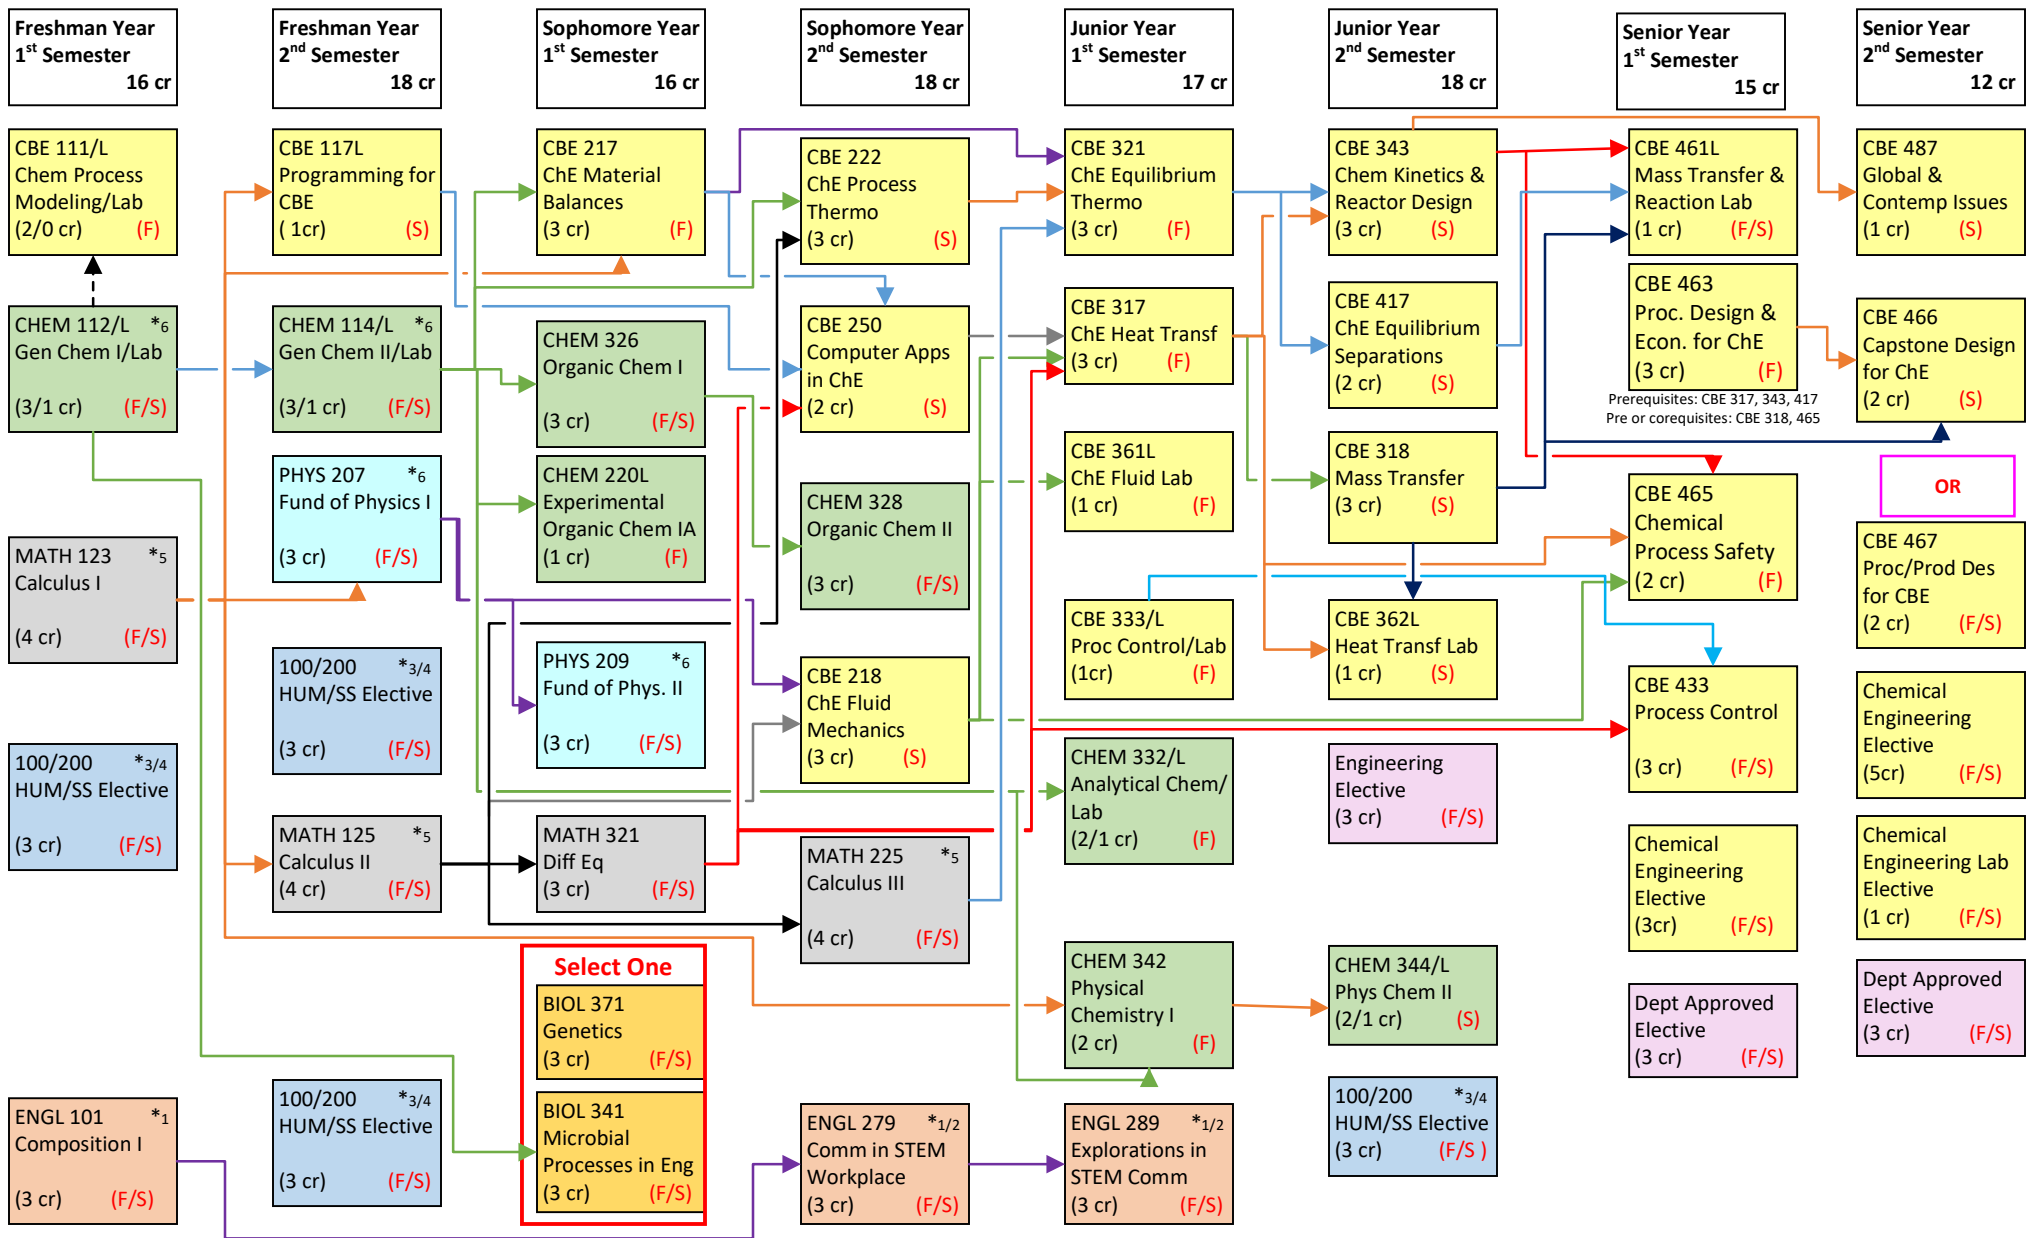 Freshman Year
1st Semester
16 cr
Freshman Year
2nd Semester
18 cr
Sophomore Year
1st Semester
16 cr
Sophomore Year
2nd Semester
18 cr
Junior Year
1st Semester
17 cr
Junior Year
2nd Semester
18 cr
Senior Year
1st Semester
15 cr
Senior Year
2nd Semester
12 cr
CBE 111/L
Chem Process
Modeling/Lab
(2/0 cr) (F)
CHEM 112/L *6
Gen Chem I/Lab
(3/1 cr) (F/S)
MATH 123 *5
Calculus I
(4 cr) (F/S)
100/200 *3/4
HUM/SS Elective
(3 cr) (F/S)
ENGL 101 *1
Composition I
(3 cr) (F/S)
CBE 117L
Programming for
CBE
( 1cr) (S)
CHEM 114/L *6
Gen Chem II/Lab
(3/1 cr) (F/S)
PHYS 207 *6
Fund of Physics I
(3 cr) (F/S)
100/200 *3/4
HUM/SS Elective
(3 cr) (F/S)
MATH 125 *5
Calculus II
(4 cr) (F/S)
100/200 *3/4
HUM/SS Elective
(3 cr) (F/S)
CBE 217
ChE Material
Balances
(3 cr) (F)
CHEM 326
Organic Chem I
(3 cr) (F/S)
CHEM 220L
Experimental
Organic Chem IA
(1 cr) (F)
PHYS 209 *6
Fund of Phys. II
(3 cr) (F/S)
MATH 321
Diff Eq
(3 cr) (F/S)
Select One
BIOL 371
Genetics
(3 cr) (F/S)
BIOL 341
Microbial
Processes in Eng
(3 cr) (F/S)
CBE 222
ChE Process
Thermo
(3 cr) (S)
CBE 250
Computer Apps
in ChE
(2 cr) (S)
CHEM 328
Organic Chem II
(3 cr) (F/S)
CBE 218
ChE Fluid
Mechanics
(3 cr) (S)
MATH 225 *5
Calculus III
(4 cr) (F/S)
ENGL 279 *1/2
Comm in STEM
Workplace
(3 cr) (F/S)
CBE 321
ChE Equilibrium
Thermo
(3 cr) (F)
CBE 317
ChE Heat Transf
(3 cr) (F)
CBE 361L
ChE Fluid Lab
(1 cr) (F)
CBE 333/L
Proc Control/Lab
(1cr) (F)
CHEM 332/L
Analytical Chem/
Lab
(2/1 cr) (F)
CHEM 342
Physical
Chemistry I
(2 cr) (F)
ENGL 289 *1/2
Explorations in
STEM Comm
(3 cr) (F/S)
CBE 343
Chem Kinetics &
Reactor Design
(3 cr) (S)
CBE 417
ChE Equilibrium
Separations
(2 cr) (S)
CBE 318
Mass Transfer
(3 cr) (S)
CBE 362L
Heat Transf Lab
(1 cr) (S)
Engineering
Elective
(3 cr) (F/S)
CHEM 344/L
Phys Chem II
(2/1 cr) (S)
100/200 *3/4
HUM/SS Elective
(3 cr) (F/S )
CBE 461L
Mass Transfer &
Reaction Lab
(1 cr) (F/S)
CBE 463
Proc. Design &
Econ. for ChE
(3 cr) (F)
Prerequisites: CBE 317, 343, 417
Pre or corequisites: CBE 318, 465
CBE 465
Chemical
Process Safety
(2 cr) (F)
CBE 433
Process Control
(3 cr) (F/S)
Chemical
Engineering
Elective
(3cr) (F/S)
Dept Approved
Elective
(3 cr) (F/S)
CBE 487
Global &
Contemp Issues
(1 cr) (S)
CBE 466
Capstone Design
for ChE
(2 cr) (S)
OR
CBE 467
Proc/Prod Des
for CBE
(2 cr) (F/S)
Chemical
Engineering
Elective
(5cr) (F/S)
Chemical
Engineering Lab
Elective
(1 cr) (F/S)
Dept Approved
Elective
(3 cr) (F/S)